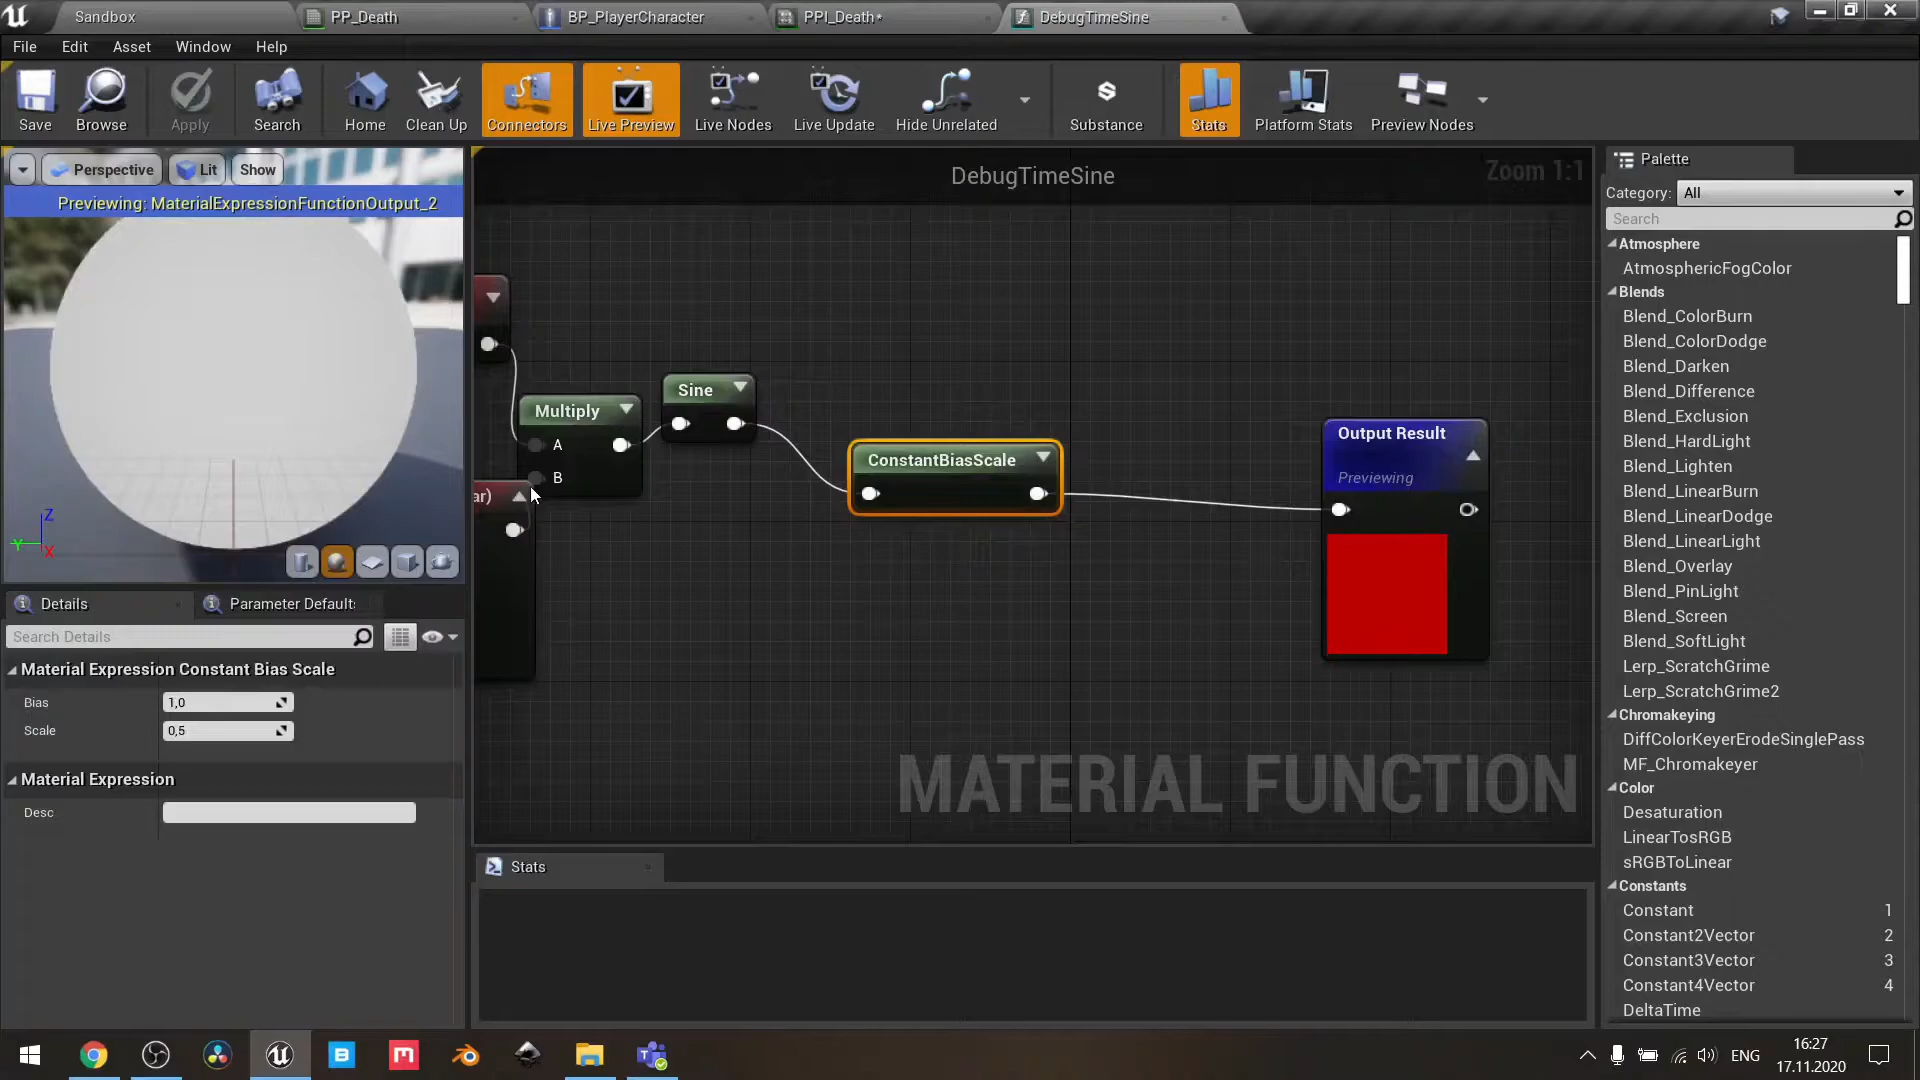 Sandbox
PP_Death
BP_PlayerCharacter
PPI_Death*
DebugTimeSine
File Edit Asset Window Help
Save
Browse
Apply
Search
Home
Clean Up
Connectors
Live Preview
Live Nodes
Live Update
Hide Unrelated
Substance
Stats
Platform Stats
Preview Nodes
Perspective
Lit
Show
Previewing: MaterialExpressionFunctionOutput_2
Z
Y
X
DebugTimeSine
Zoom 1:1
Multiply
A
B
ar)
Sine
ConstantBiasScale
Output Result
Previewing
MATERIAL FUNCTION
Details
Parameter Defaults
Search Details
Material Expression Constant Bias Scale
Bias 1,0
Scale 0,5
Material Expression
Desc
Stats
Palette
Category: All
Search
Atmosphere
AtmosphericFogColor
Blends
Blend_ColorBurn
Blend_ColorDodge
Blend_Darken
Blend_Difference
Blend_Exclusion
Blend_HardLight
Blend_Lighten
Blend_LinearBurn
Blend_LinearDodge
Blend_LinearLight
Blend_Overlay
Blend_PinLight
Blend_Screen
Blend_SoftLight
Lerp_ScratchGrime
Lerp_ScratchGrime2
Chromakeying
DiffColorKeyerErodeSinglePass
MF_Chromakeyer
Color
Desaturation
LinearTosRGB
sRGBToLinear
Constants
Constant 1
Constant2Vector 2
Constant3Vector 3
Constant4Vector 4
DeltaTime
ENG
16:27
17.11.2020